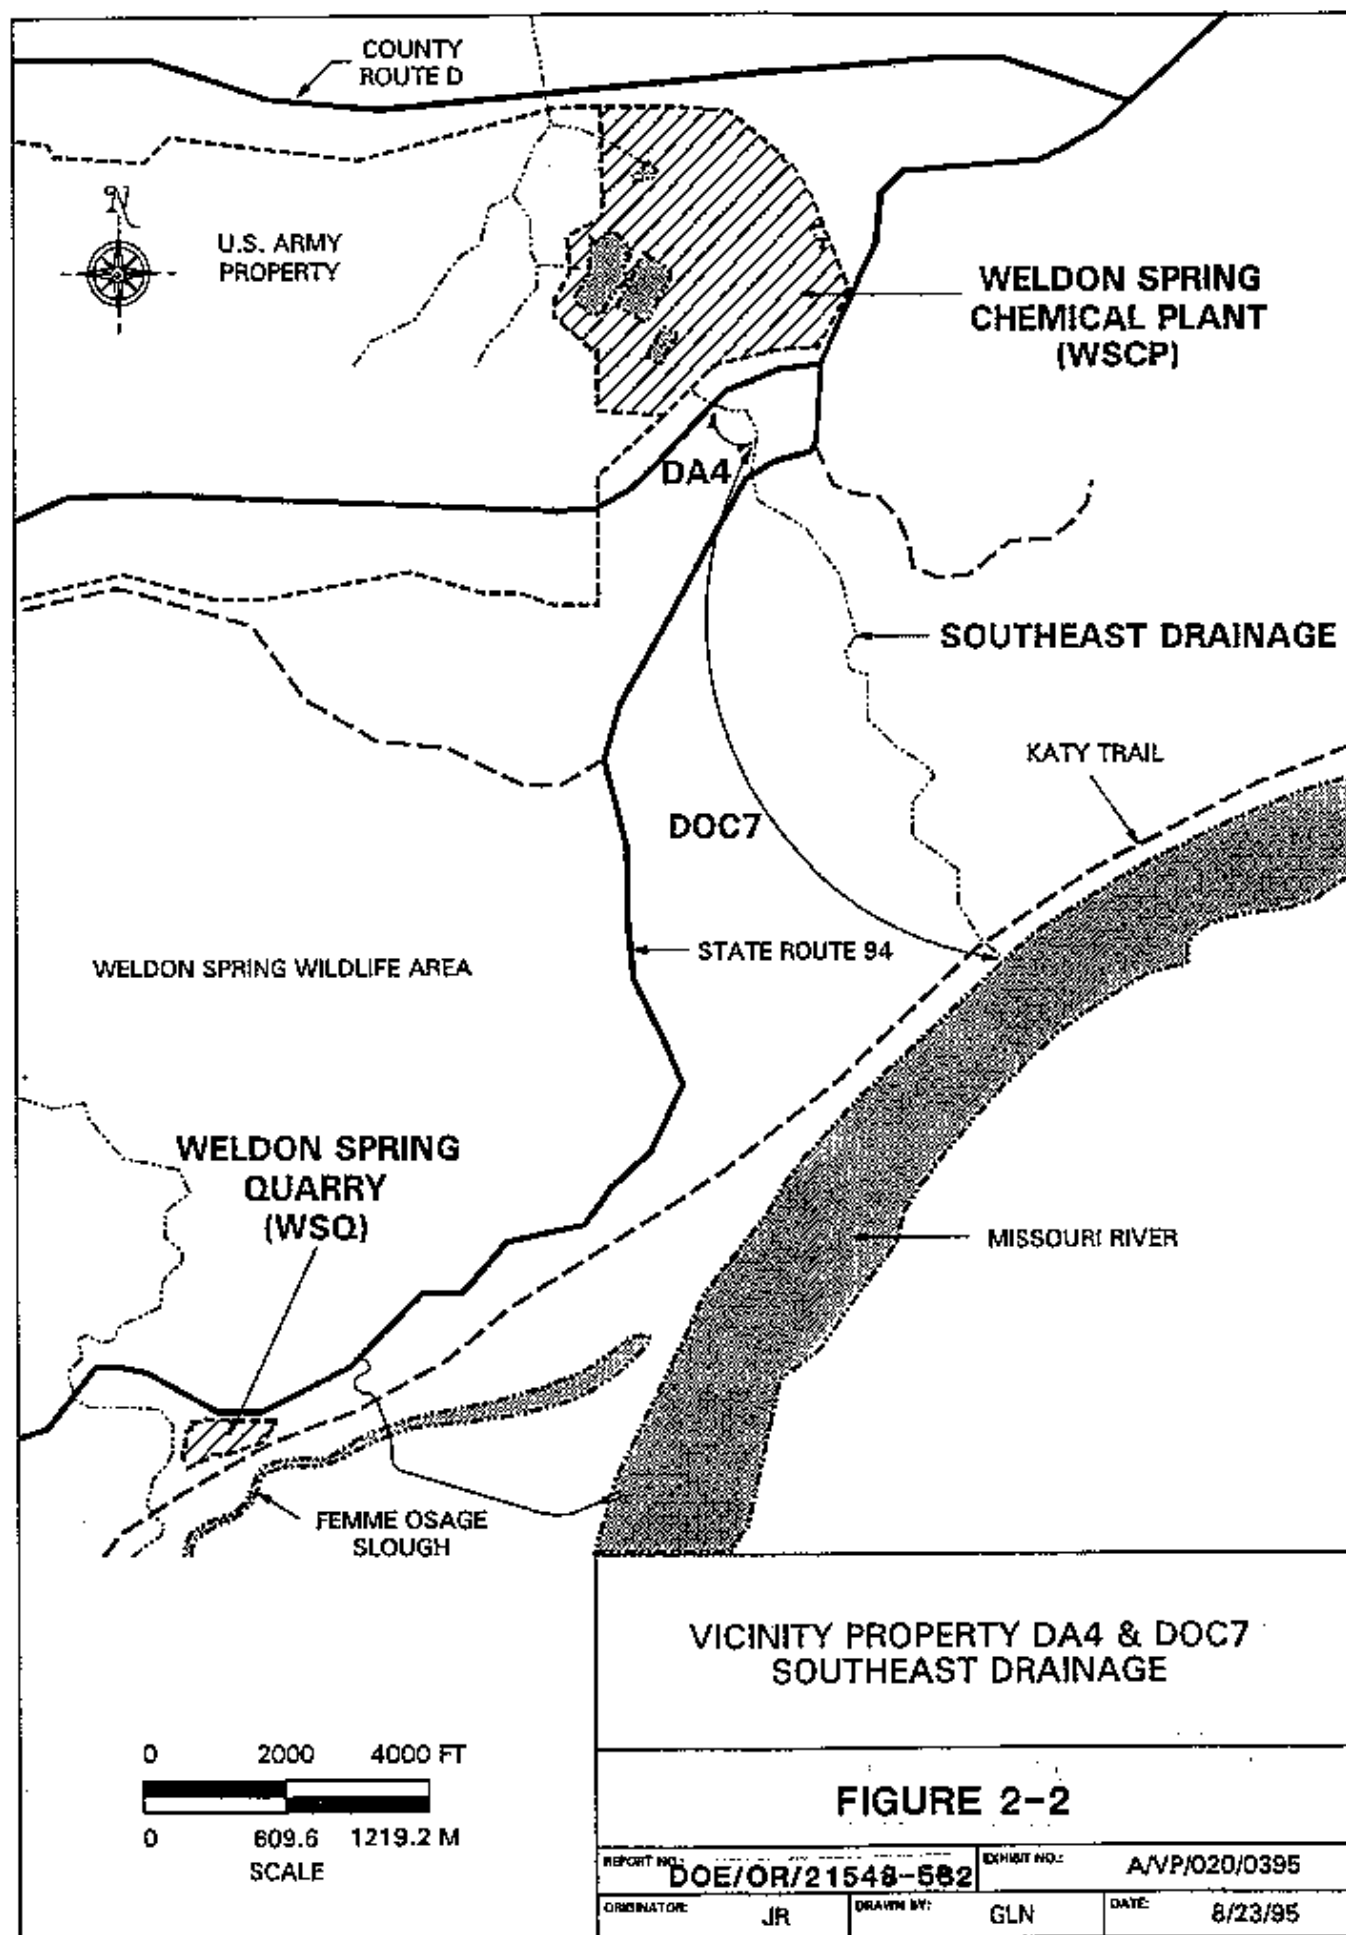 COUNTY
ROUTE D
N
U.S. ARMY
PROPERTY
WELDON SPRING
CHEMICAL PLANT
(WSCP)
DA4
SOUTHEAST DRAINAGE
KATY TRAIL
DOC7
STATE ROUTE 94
WELDON SPRING WILDLIFE AREA
WELDON SPRING
QUARRY
(WSQ)
MISSOURI RIVER
FEMME OSAGE
SLOUGH
VICINITY PROPERTY DA4 & DOC7
SOUTHEAST DRAINAGE
0 2000 4000 FT
0 609.6 1219.2 M
SCALE
FIGURE 2-2
REPORT NO.: DOE/OR/21548-582 EXHIBIT NO.: A/VP/020/0395
ORIGINATOR: JR DRAWN BY: GLN DATE: 8/23/95